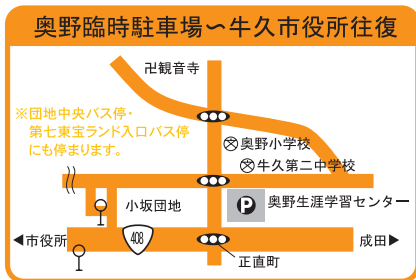 奥野臨時駐車場〜牛久市役所往復
卍観音寺
※団地中央バス停・
第七東宝ランド入口バス停
にも停まります。
奥野小学校
牛久第二中学校
小坂団地
P
奥野生涯学習センター
◀市役所
408
成田▶
正直町